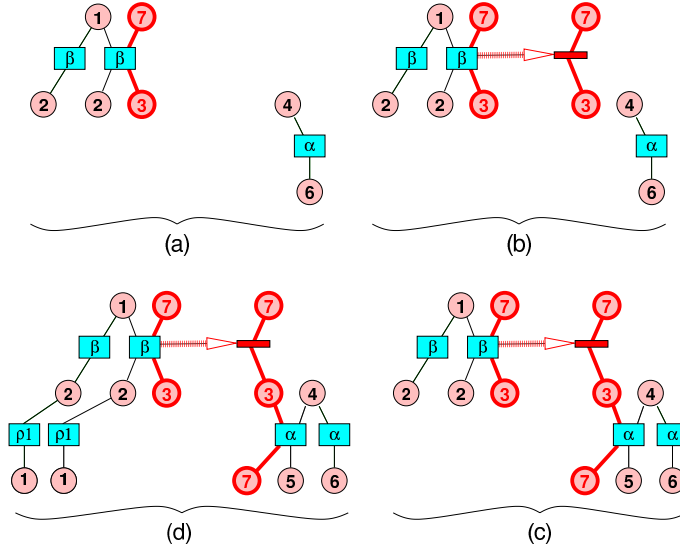 1 7 1 7 7
β β β β
2 2 3 2 2 3 3
4 4
α α
6 6
(a) (b)
1 7 7 1 7 7
β β β β
2 2 3 3 4 2 2 3 3 4
ρ1 ρ1 α α α α
1 1 7 5 6 7 5 6
(d) (c)